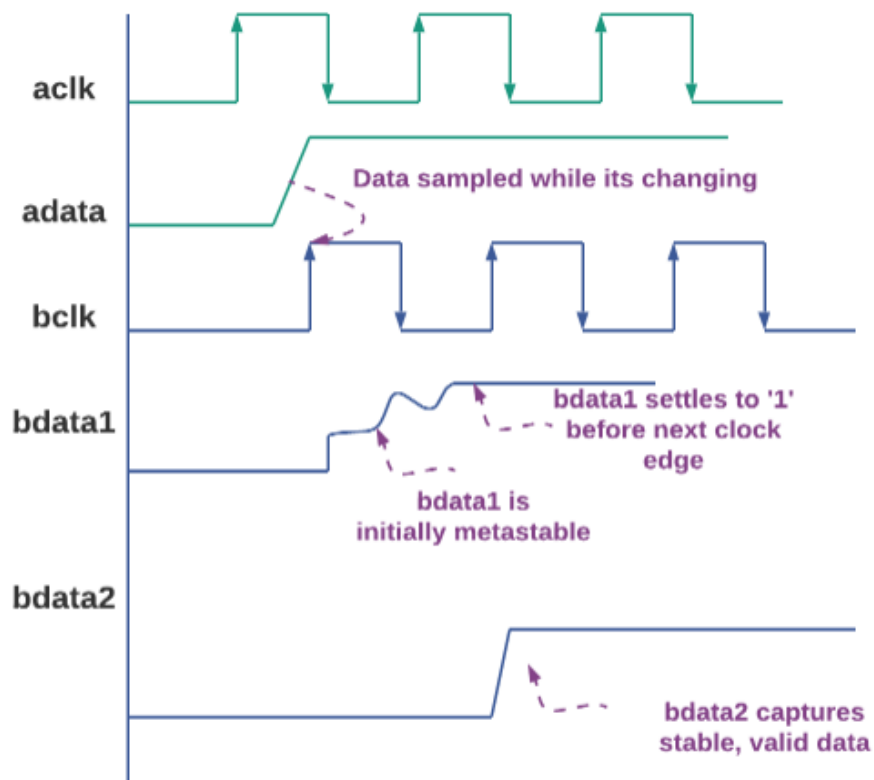 aclk
Data sampled while its changing
adata
bclk
bdata1
bdata1 settles to '1'
before next clock
edge
bdata1 is
initially metastable
bdata2
bdata2 captures
stable, valid data